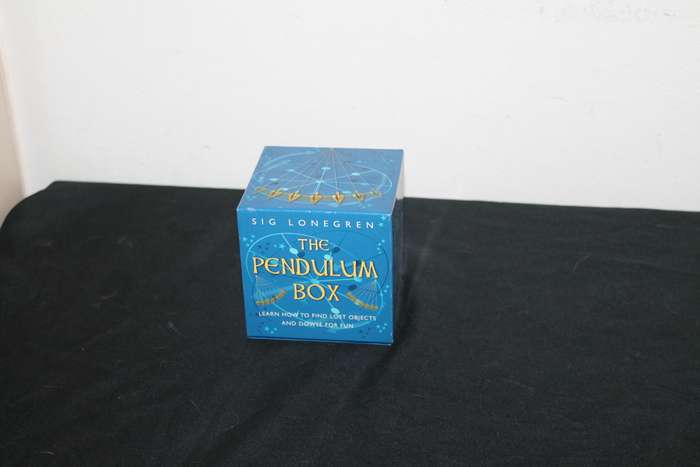 SIG LONEGREN
THE
PENDULUM
BOX
LEARN HOW TO FIND LOST OBJECTS
AND DOWSE FOR FUN